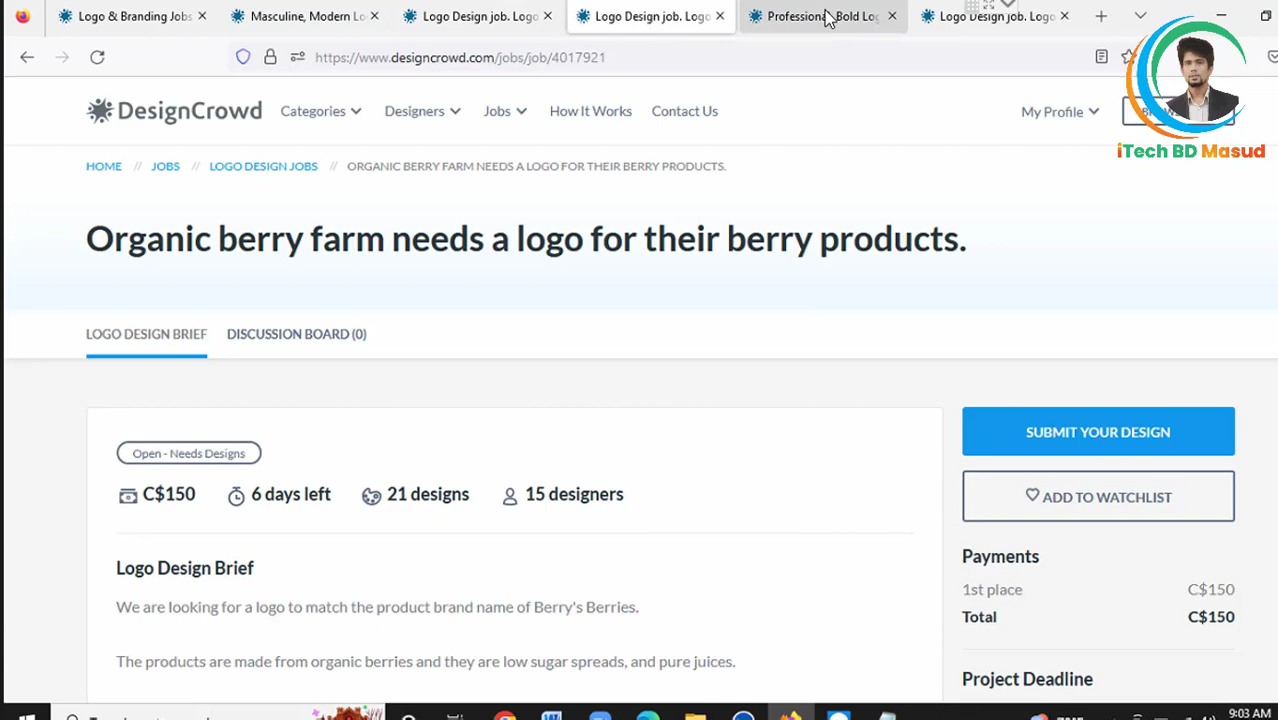 Logo & Branding Jobs
Masculine, Modern Lo
Logo Design job. Logo
Logo Design job. Logo
Professional, Bold Log
Logo Design job. Logo
https://www.designcrowd.com/jobs/job/4017921
DesignCrowd
Categories
Designers
Jobs
How It Works
Contact Us
My Profile
iTech BD Masud
HOME // JOBS // LOGO DESIGN JOBS // ORGANIC BERRY FARM NEEDS A LOGO FOR THEIR BERRY PRODUCTS.
Organic berry farm needs a logo for their berry products.
LOGO DESIGN BRIEF
DISCUSSION BOARD (0)
Open - Needs Designs
C$150
6 days left
21 designs
15 designers
Logo Design Brief
We are looking for a logo to match the product brand name of Berry's Berries.
The products are made from organic berries and they are low sugar spreads, and pure juices.
SUBMIT YOUR DESIGN
ADD TO WATCHLIST
Payments
1st place C$150
Total C$150
Project Deadline
9:03 AM